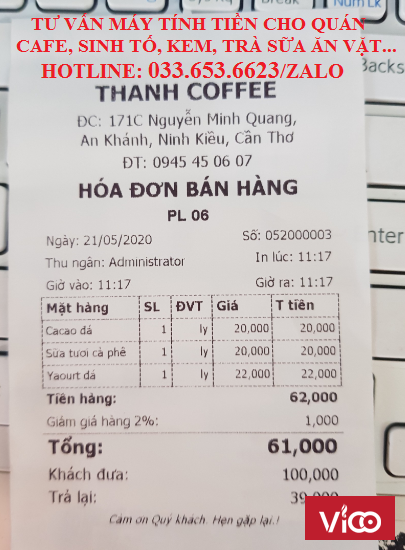 TƯ VẤN MÁY TÍNH TIỀN CHO QUÁN
CAFE, SINH TỐ, KEM, TRÀ SỮA ĂN VẶT...
HOTLINE: 033.653.6623/ZALO
Backs
THANH COFFEE
ĐC: 171C Nguyễn Minh Quang,
An Khánh, Ninh Kiều, Cần Thơ
ĐT: 0945 45 06 07
HÓA ĐƠN BÁN HÀNG
PL 06
Ngày: 21/05/2020 Số: 052000003
Thu ngân: Administrator In lúc: 11:17
Giờ vào: 11:17 Giờ ra: 11:17
Mặt hàng SL ĐVT Giá T tiền
Cacao đá 1 ly 20,000 20,000
Sữa tươi cà phê 1 ly 20,000 20,000
Yaourt đá 1 ly 22,000 22,000
Tiền hàng: 62,000
Giảm giá hàng 2%: 1,000
Tổng: 61,000
Khách đưa: 100,000
Trả lại:
Cảm ơn Quý khách. Hẹn gặp lại.!
VICO